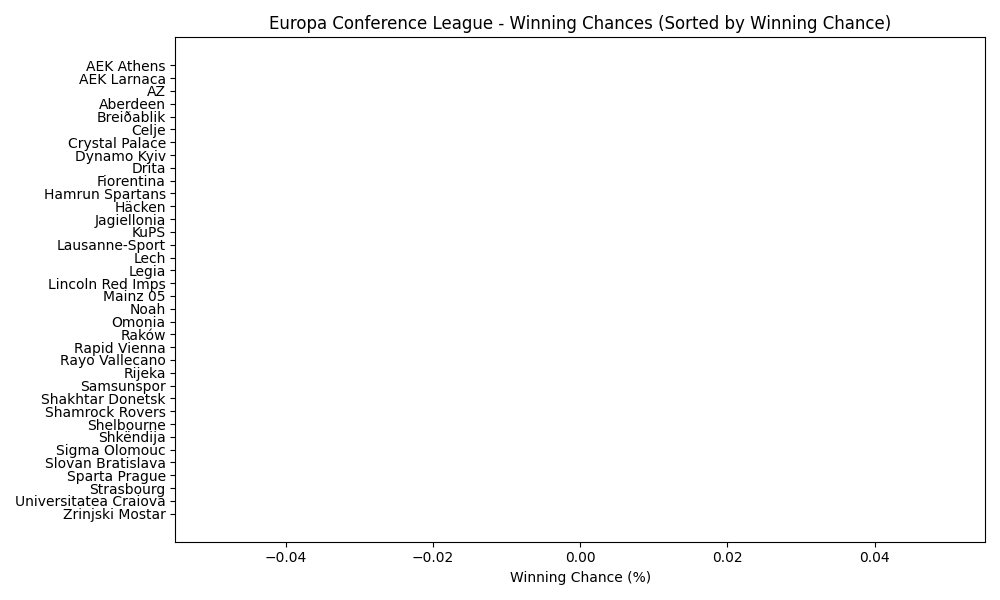 Europa Conference League - Winning Chances (Sorted by Winning Chance)
AEK Athens
AEK Larnaca
AZ
Aberdeen
Breiðablik
Celje
Crystal Palace
Dynamo Kyiv
Drita
Fiorentina
Hamrun Spartans
Häcken
Jagiellonia
KuPS
Lausanne-Sport
Lech
Legia
Lincoln Red Imps
Mainz 05
Noah
Omonia
Raków
Rapid Vienna
Rayo Vallecano
Rijeka
Samsunspor
Shakhtar Donetsk
Shamrock Rovers
Shelbourne
Shkëndija
Sigma Olomouc
Slovan Bratislava
Sparta Prague
Strasbourg
Universitatea Craiova
Zrinjski Mostar
−0.04 −0.02 0.00 0.02 0.04
Winning Chance (%)